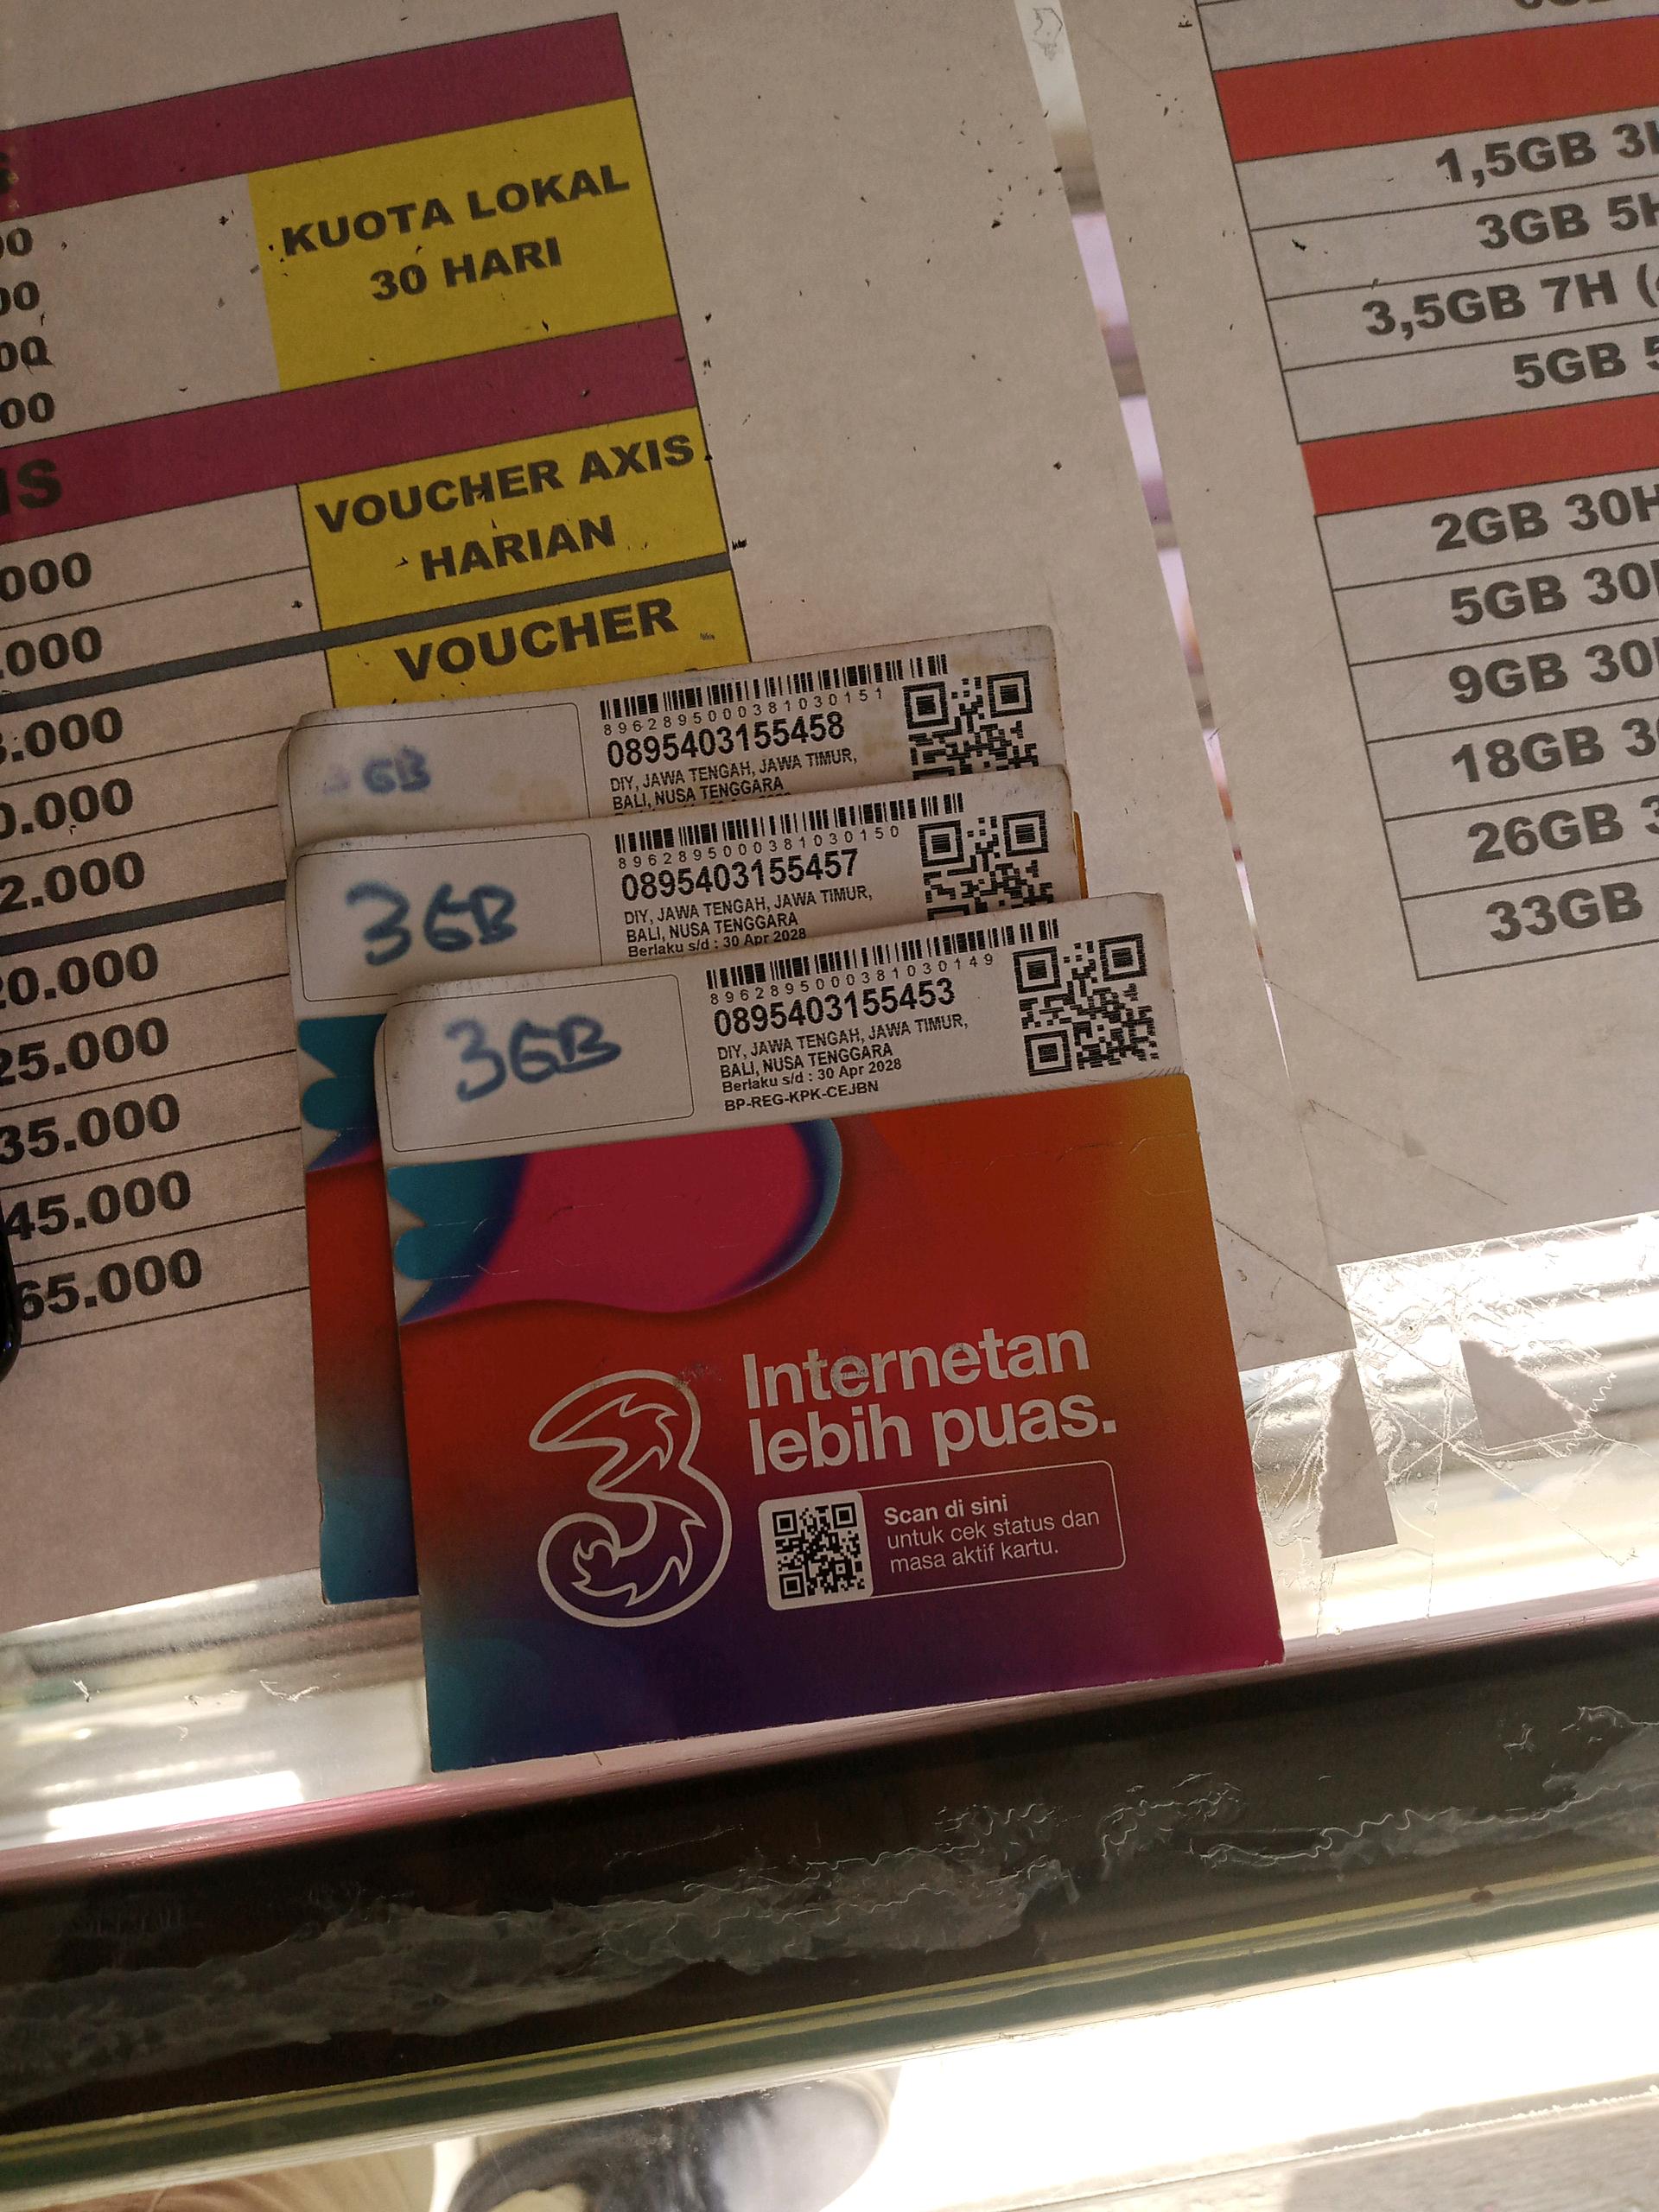 KUOTA LOKAL
30 HARI
VOUCHER AXIS
HARIAN
VOUCHER
000
.000
.000
0.000
2.000
20.000
25.000
35.000
45.000
65.000
1,5GB
3GB
3,5GB 7H
5GB
2GB 30H
5GB
9GB
18GB
26GB
33GB
GB
8962895000381030151
0895403155458
DIY, JAWA TENGAH, JAWA TIMUR,
BALI, NUSA TENGGARA
3GB
8962895000381030150
0895403155457
DIY, JAWA TENGAH, JAWA TIMUR,
BALI, NUSA TENGGARA
Berlaku s/d : 30 Apr 2028
3GB
8962895000381030149
0895403155453
DIY, JAWA TENGAH, JAWA TIMUR,
BALI, NUSA TENGGARA
Berlaku s/d : 30 Apr 2028
BP-REG-KPK-CEJBN
3
Internetan
lebih puas.
Scan di sini
untuk cek status dan
masa aktif kartu.